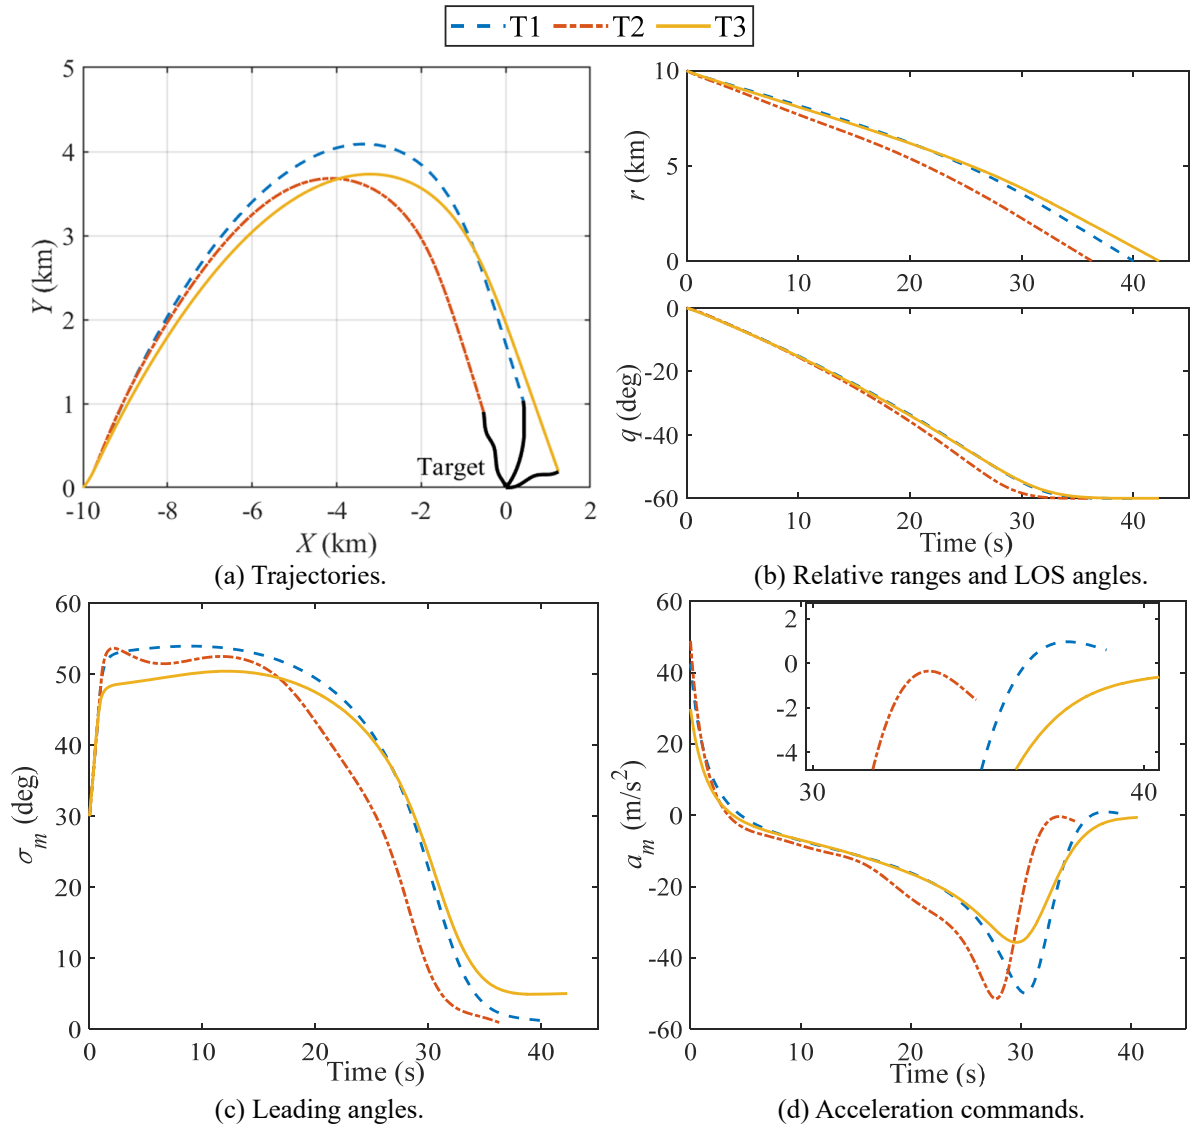 T1 T2 T3
5
4
3
2
1
0
Y (km)
-10 -8 -6 -4 -2 0 2
X (km)
Target
(a) Trajectories.
10
5
0
r (km)
0 10 20 30 40
0
-20
-40
-60
q (deg)
0 10 20 30 40
Time (s)
(b) Relative ranges and LOS angles.
60
50
40
30
20
10
0
σm (deg)
0 10 20 30 40
Time (s)
(c) Leading angles.
60
40
20
0
-20
-40
-60
am (m/s²)
2
0
-2
-4
30 40
0 10 20 30 40
Time (s)
(d) Acceleration commands.